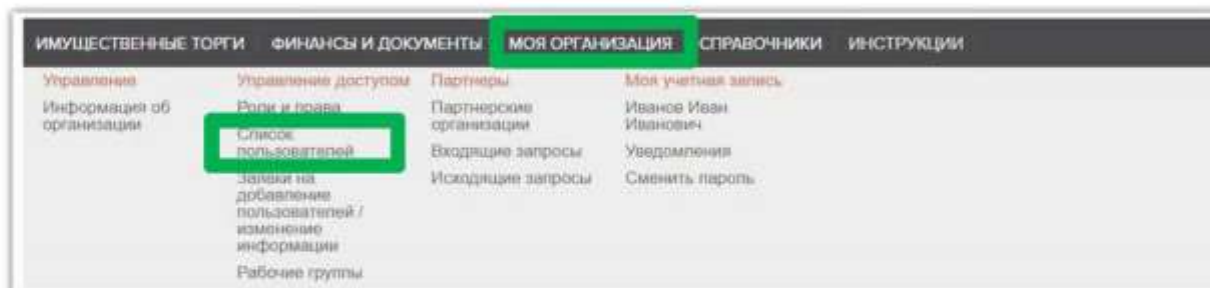 ИМУЩЕСТВЕННЫЕ ТОРГИ ФИНАНСЫ И ДОКУМЕНТЫ МОЯ ОРГАНИЗАЦИЯ СПРАВОЧНИКИ ИНСТРУКЦИИ
Управление
Информация об
организации
Управление доступом
Роли и права
Список
пользователей
Заявки на
добавление
пользователей /
изменение
информации
Рабочие группы
Партнеры
Партнерские
организации
Входящие запросы
Исходящие запросы
Моя учетная запись
Иванов Иван
Иванович
Уведомления
Сменить пароль